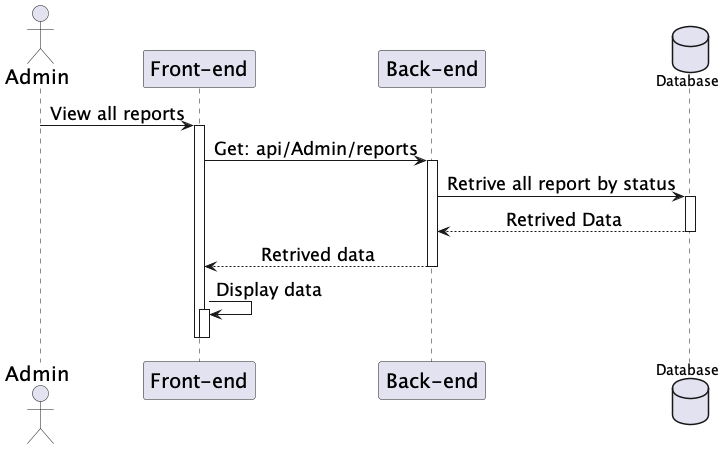 Admin
Front-end
Back-end
Database
View all reports
Get: api/Admin/reports
Retrive all report by status
Retrived Data
Retrived data
Display data
Admin
Front-end
Back-end
Database